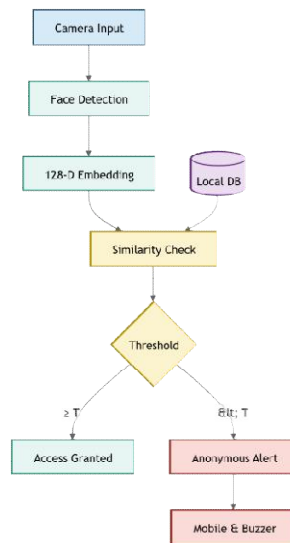 Camera Input
Face Detection
128-D Embedding
Local DB
Similarity Check
Threshold
≥ T
&lt; T
Access Granted
Anonymous Alert
Mobile & Buzzer